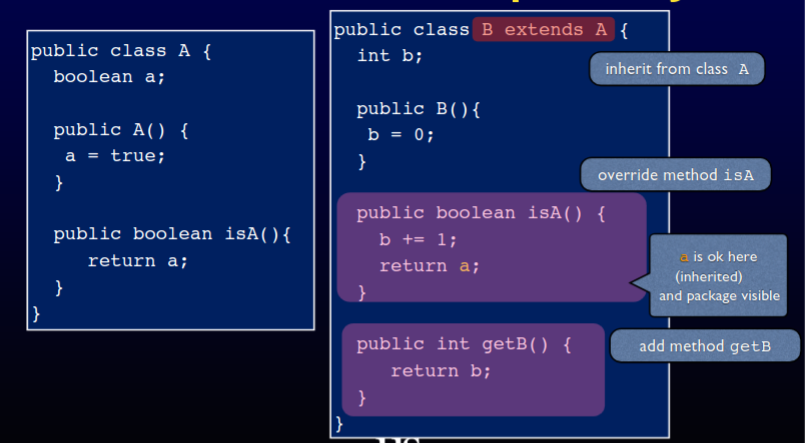 public class A {
boolean a;
public A() {
a = true;
}
public boolean isA(){
return a;
}
}
public class B extends A {
int b;
inherit from class A
public B(){
b = 0;
}
override method isA
public boolean isA() {
b += 1;
return a;
}
a is ok here
(inherited)
and package visible
public int getB() {
return b;
}
add method getB
}